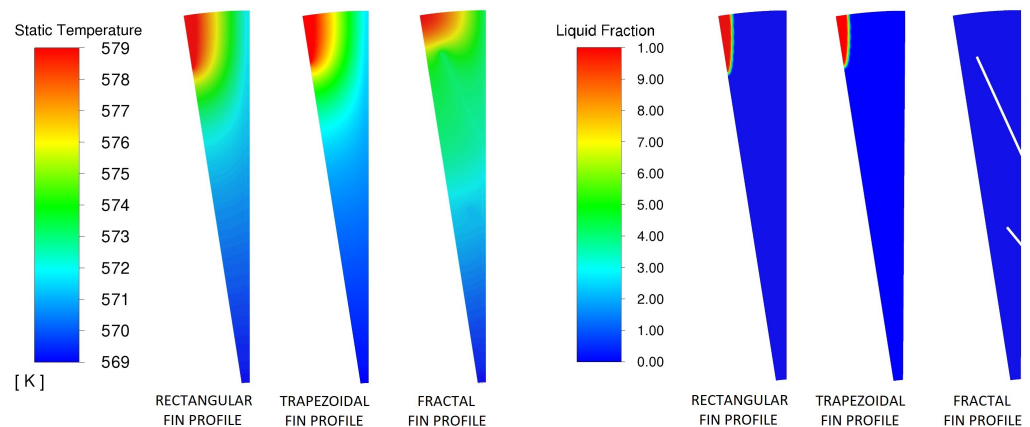 Static Temperature
579
578
577
576
575
574
573
572
571
570
569
[ K ]
RECTANGULAR
FIN PROFILE
TRAPEZOIDAL
FIN PROFILE
FRACTAL
FIN PROFILE
Liquid Fraction
1.00
9.00
8.00
7.00
6.00
5.00
4.00
3.00
2.00
1.00
0.00
RECTANGULAR
FIN PROFILE
TRAPEZOIDAL
FIN PROFILE
FRACTAL
FIN PROFILE